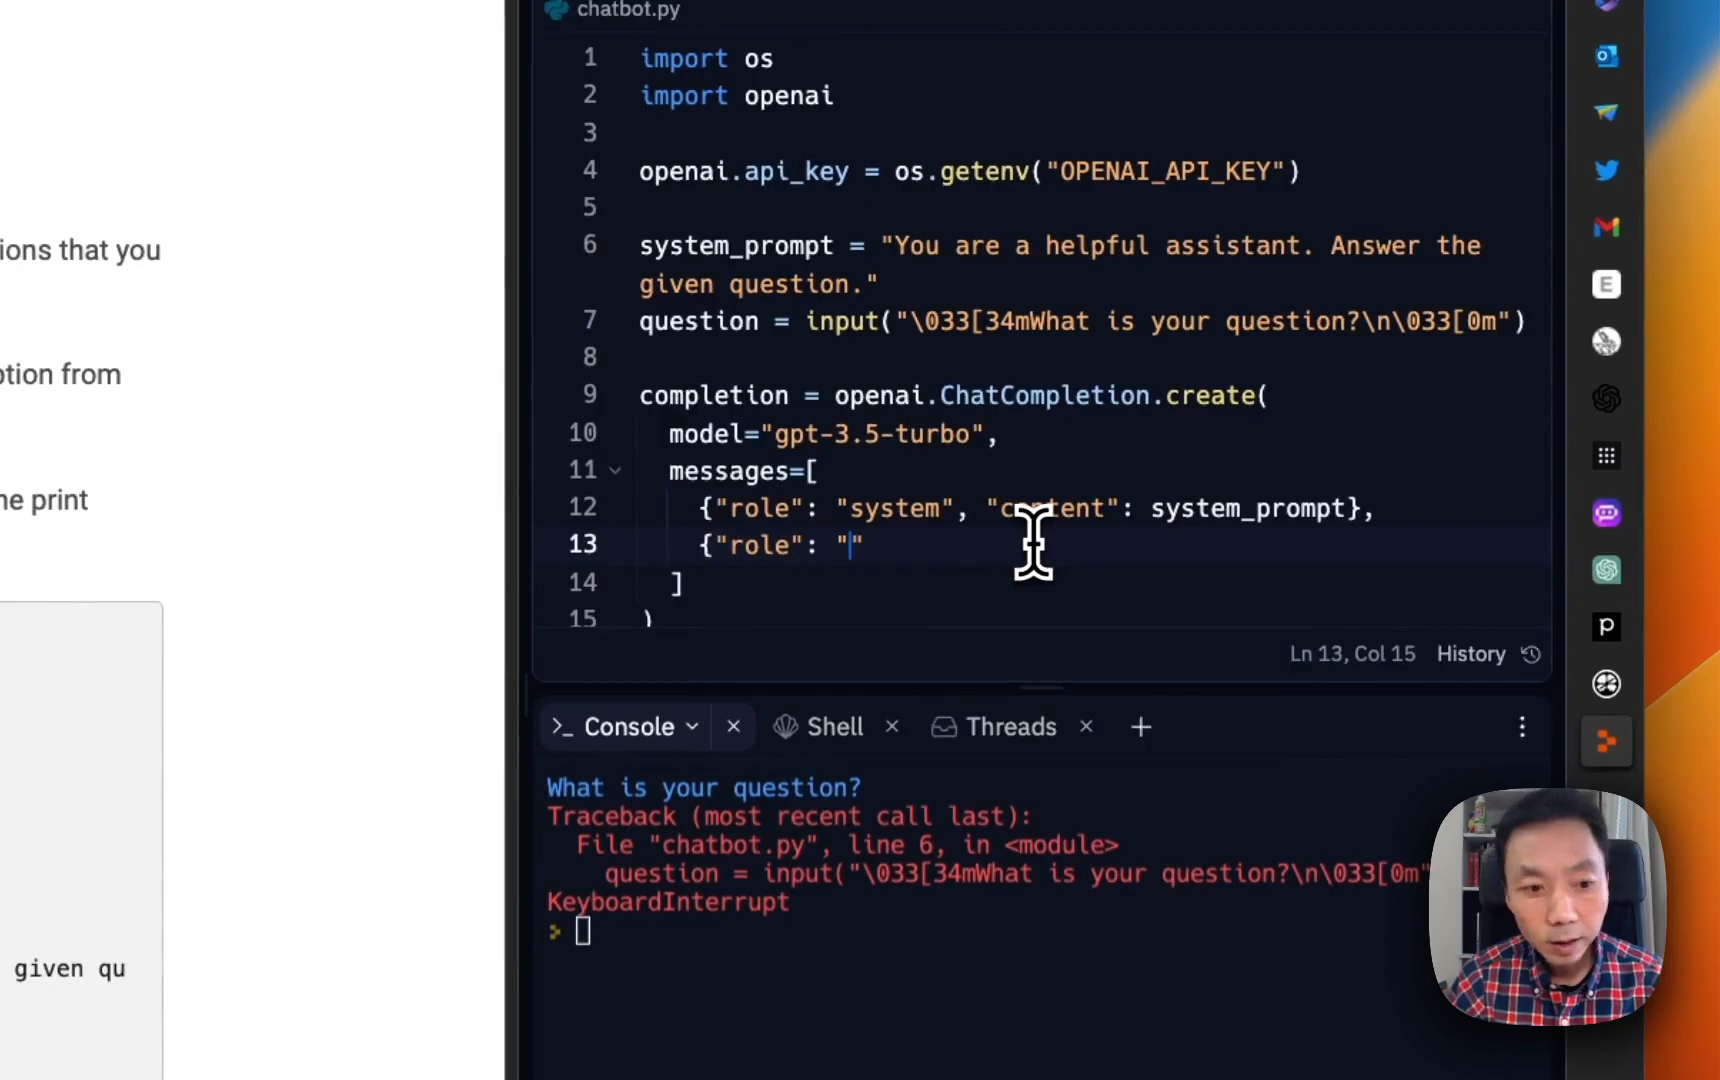 chatbot.py
1 import os
2 import openai
3
4 openai.api_key = os.getenv("OPENAI_API_KEY")
5
6 system_prompt = "You are a helpful assistant. Answer the
given question."
7 question = input("\033[34mWhat is your question?\n\033[0m")
8
9 completion = openai.ChatCompletion.create(
10 model="gpt-3.5-turbo",
11 messages=[
12 {"role": "system", "content": system_prompt},
13 {"role": ""
14 ]
15 )
Ln 13, Col 15 History
>_ Console Shell Threads
What is your question?
Traceback (most recent call last):
File "chatbot.py", line 6, in <module>
question = input("\033[34mWhat is your question?\n\033[0m"
KeyboardInterrupt
tions that you
ption from
he print
given qu
E
p